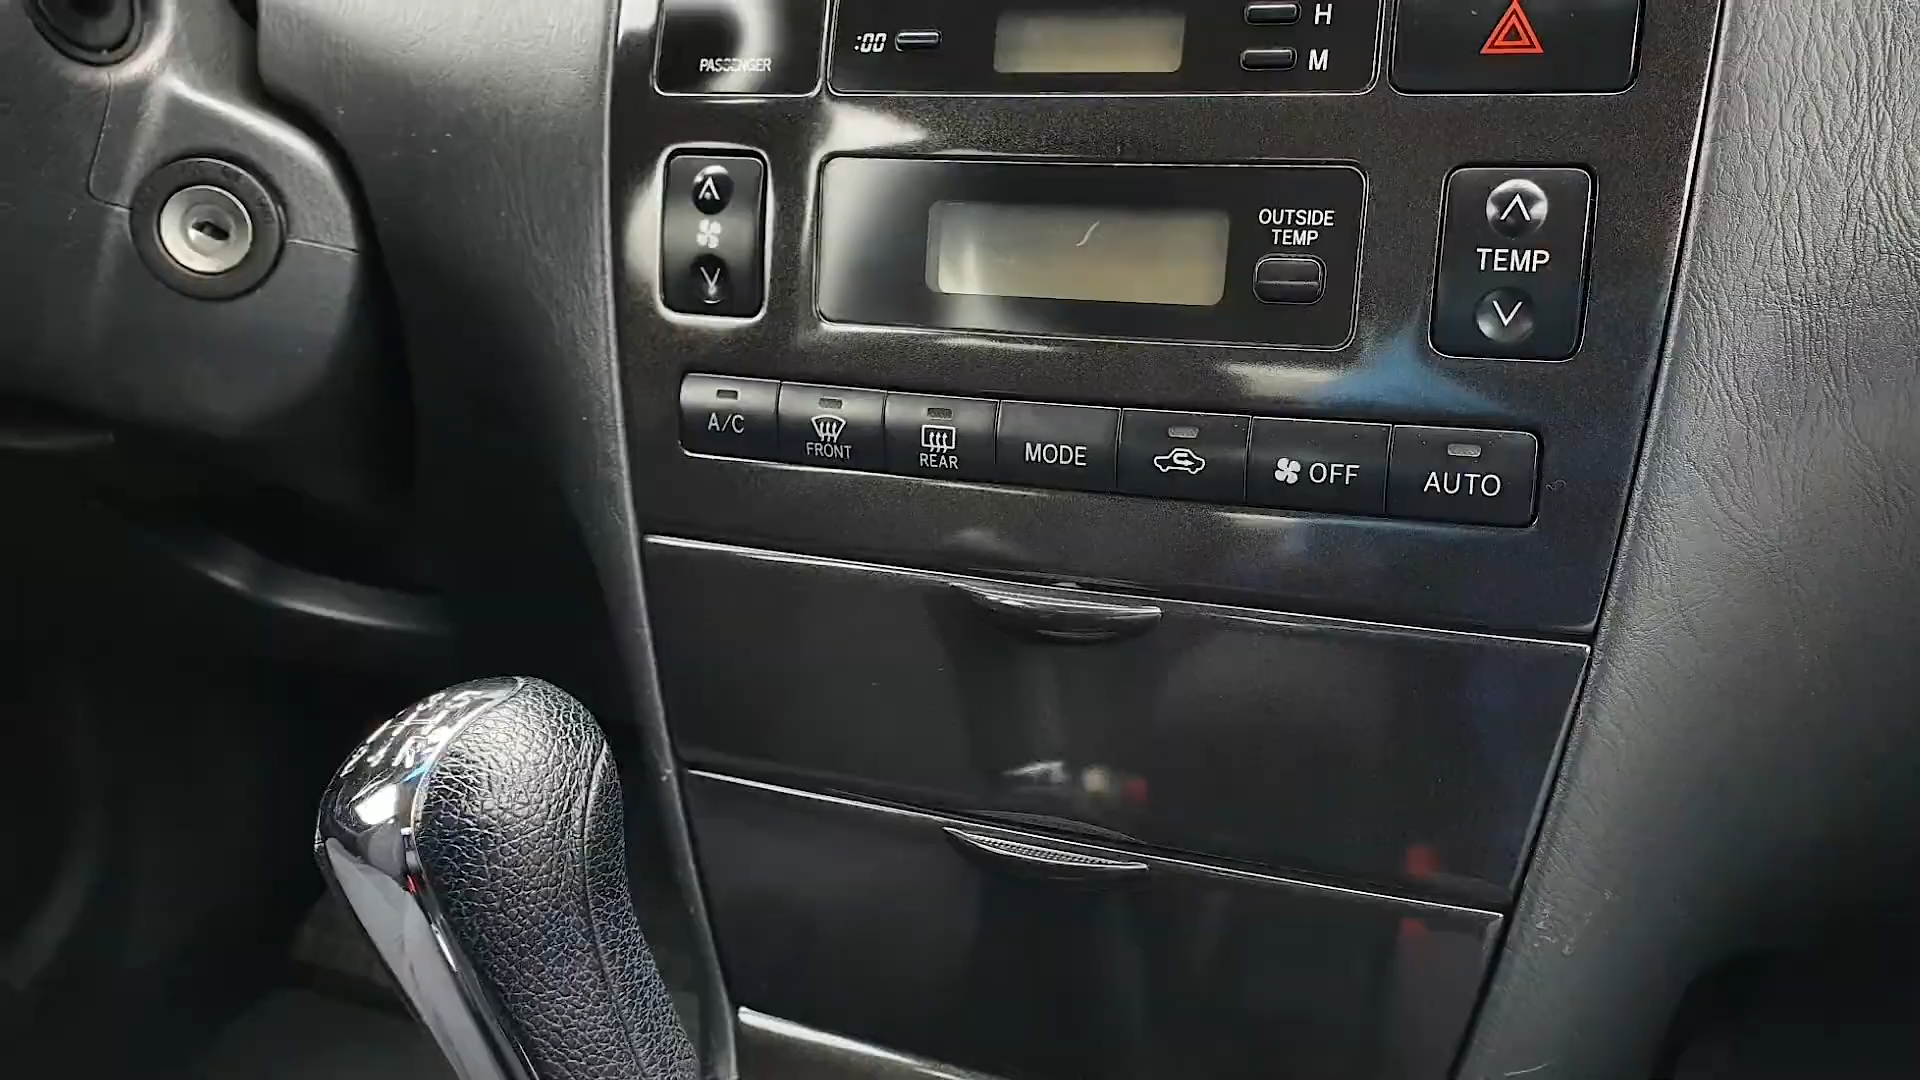 PASSENGER
:00
H
M
OUTSIDE
TEMP
TEMP
A/C
FRONT
REAR
MODE
OFF
AUTO